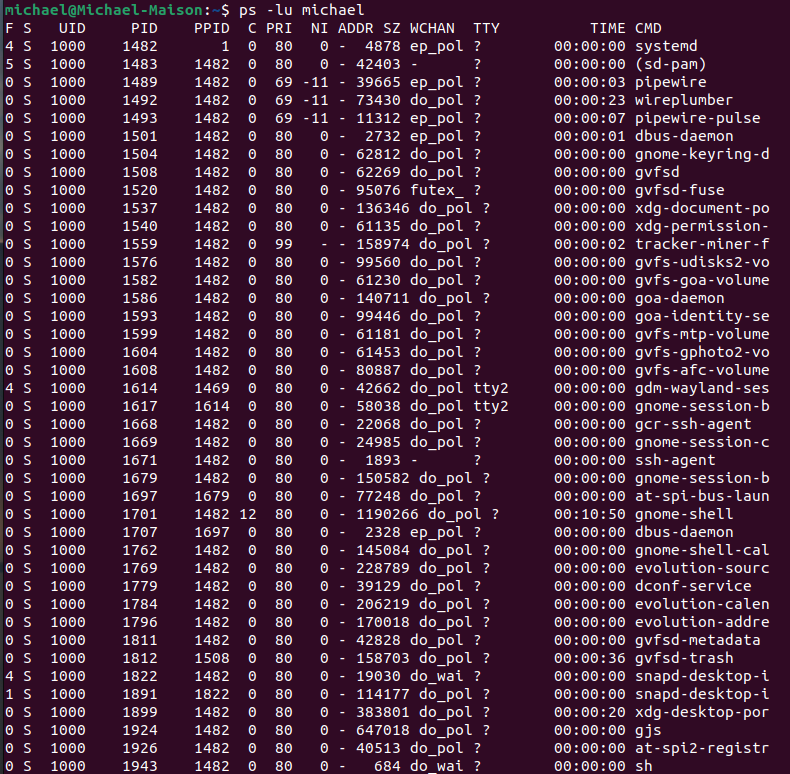 michael@Michael-Maison:~$ ps -lu michael
F S   UID     PID    PPID  C PRI  NI ADDR SZ WCHAN  TTY          TIME CMD
4 S  1000    1482       1  0  80   0 -  4878 ep_pol ?        00:00:00 systemd
5 S  1000    1483    1482  0  80   0 - 42403 -      ?        00:00:00 (sd-pam)
0 S  1000    1489    1482  0  69 -11 - 39665 ep_pol ?        00:00:03 pipewire
0 S  1000    1492    1482  0  69 -11 - 73430 do_pol ?        00:00:23 wireplumber
0 S  1000    1493    1482  0  69 -11 - 11312 ep_pol ?        00:00:07 pipewire-pulse
0 S  1000    1501    1482  0  80   0 -  2732 ep_pol ?        00:00:01 dbus-daemon
0 S  1000    1504    1482  0  80   0 - 62812 do_pol ?        00:00:00 gnome-keyring-d
0 S  1000    1508    1482  0  80   0 - 62269 do_pol ?        00:00:00 gvfsd
0 S  1000    1520    1482  0  80   0 - 95076 futex_ ?        00:00:00 gvfsd-fuse
0 S  1000    1537    1482  0  80   0 - 136346 do_pol ?       00:00:00 xdg-document-po
0 S  1000    1540    1482  0  80   0 - 61135 do_pol ?        00:00:00 xdg-permission-
0 S  1000    1559    1482  0  99   - - 158974 do_pol ?       00:00:02 tracker-miner-f
0 S  1000    1576    1482  0  80   0 - 99560 do_pol ?        00:00:00 gvfs-udisks2-vo
0 S  1000    1582    1482  0  80   0 - 61230 do_pol ?        00:00:00 gvfs-goa-volume
0 S  1000    1586    1482  0  80   0 - 140711 do_pol ?       00:00:00 goa-daemon
0 S  1000    1593    1482  0  80   0 - 99446 do_pol ?        00:00:00 goa-identity-se
0 S  1000    1599    1482  0  80   0 - 61181 do_pol ?        00:00:00 gvfs-mtp-volume
0 S  1000    1604    1482  0  80   0 - 61453 do_pol ?        00:00:00 gvfs-gphoto2-vo
0 S  1000    1608    1482  0  80   0 - 80887 do_pol ?        00:00:00 gvfs-afc-volume
4 S  1000    1614    1469  0  80   0 - 42662 do_pol tty2     00:00:00 gdm-wayland-ses
0 S  1000    1617    1614  0  80   0 - 58038 do_pol tty2     00:00:00 gnome-session-b
0 S  1000    1668    1482  0  80   0 - 22068 do_pol ?        00:00:00 gcr-ssh-agent
0 S  1000    1669    1482  0  80   0 - 24985 do_pol ?        00:00:00 gnome-session-c
0 S  1000    1671    1482  0  80   0 -  1893 -      ?        00:00:00 ssh-agent
0 S  1000    1679    1482  0  80   0 - 150582 do_pol ?       00:00:00 gnome-session-b
0 S  1000    1697    1679  0  80   0 - 77248 do_pol ?        00:00:00 at-spi-bus-laun
0 S  1000    1701    1482 12  80   0 - 1190266 do_pol ?      00:10:50 gnome-shell
0 S  1000    1707    1697  0  80   0 -  2328 ep_pol ?        00:00:00 dbus-daemon
0 S  1000    1762    1482  0  80   0 - 145084 do_pol ?       00:00:00 gnome-shell-cal
0 S  1000    1769    1482  0  80   0 - 228789 do_pol ?       00:00:00 evolution-sourc
0 S  1000    1779    1482  0  80   0 - 39129 do_pol ?        00:00:00 dconf-service
0 S  1000    1784    1482  0  80   0 - 206219 do_pol ?       00:00:00 evolution-calen
0 S  1000    1796    1482  0  80   0 - 170018 do_pol ?       00:00:00 evolution-addre
0 S  1000    1811    1482  0  80   0 - 42828 do_pol ?        00:00:00 gvfsd-metadata
0 S  1000    1812    1508  0  80   0 - 158703 do_pol ?       00:00:36 gvfsd-trash
4 S  1000    1822    1482  0  80   0 - 19030 do_wai ?        00:00:00 snapd-desktop-i
1 S  1000    1891    1822  0  80   0 - 114177 do_pol ?       00:00:00 snapd-desktop-i
0 S  1000    1899    1482  0  80   0 - 383801 do_pol ?       00:00:20 xdg-desktop-por
0 S  1000    1924    1482  0  80   0 - 647018 do_pol ?       00:00:00 gjs
0 S  1000    1926    1482  0  80   0 - 40513 do_pol ?        00:00:00 at-spi2-registr
0 S  1000    1943    1482  0  80   0 -   684 do_wai ?        00:00:00 sh